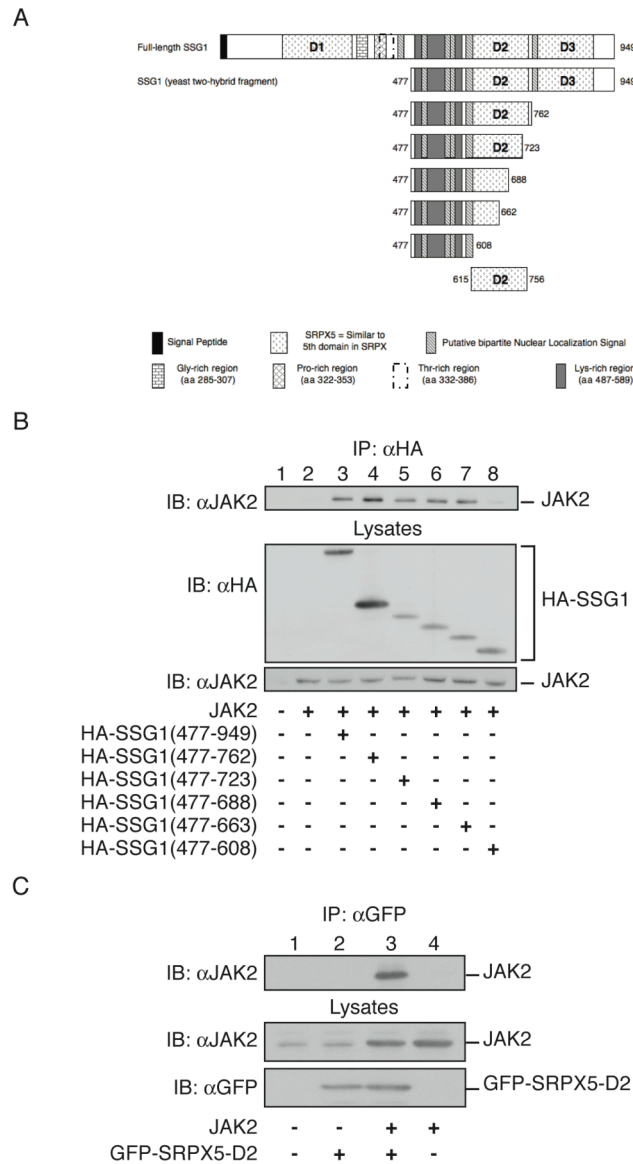 A
Full-length SSG1 D1 D2 D3 949
SSG1 (yeast two-hybrid fragment) 477 D2 D3 949
477 D2 762
477 D2 723
477 688
477 662
477 608
615 D2 756
Signal Peptide
SRPX5 = Similar to
5th domain in SRPX
Putative bipartite Nuclear Localization Signal
Gly-rich region
(aa 285-307)
Pro-rich region
(aa 322-353)
Thr-rich region
(aa 332-386)
Lys-rich region
(aa 487-589)
B
IP: αHA
1 2 3 4 5 6 7 8
IB: αJAK2 JAK2
Lysates
IB: αHA HA-SSG1
IB: αJAK2 JAK2
JAK2 - + + + + + + +
HA-SSG1(477-949) - - + - - - - -
HA-SSG1(477-762) - - - + - - - -
HA-SSG1(477-723) - - - - + - - -
HA-SSG1(477-688) - - - - - + - -
HA-SSG1(477-663) - - - - - - + -
HA-SSG1(477-608) - - - - - - - +
C
IP: αGFP
1 2 3 4
IB: αJAK2 JAK2
Lysates
IB: αJAK2 JAK2
IB: αGFP GFP-SRPX5-D2
JAK2 - - + +
GFP-SRPX5-D2 - + + -